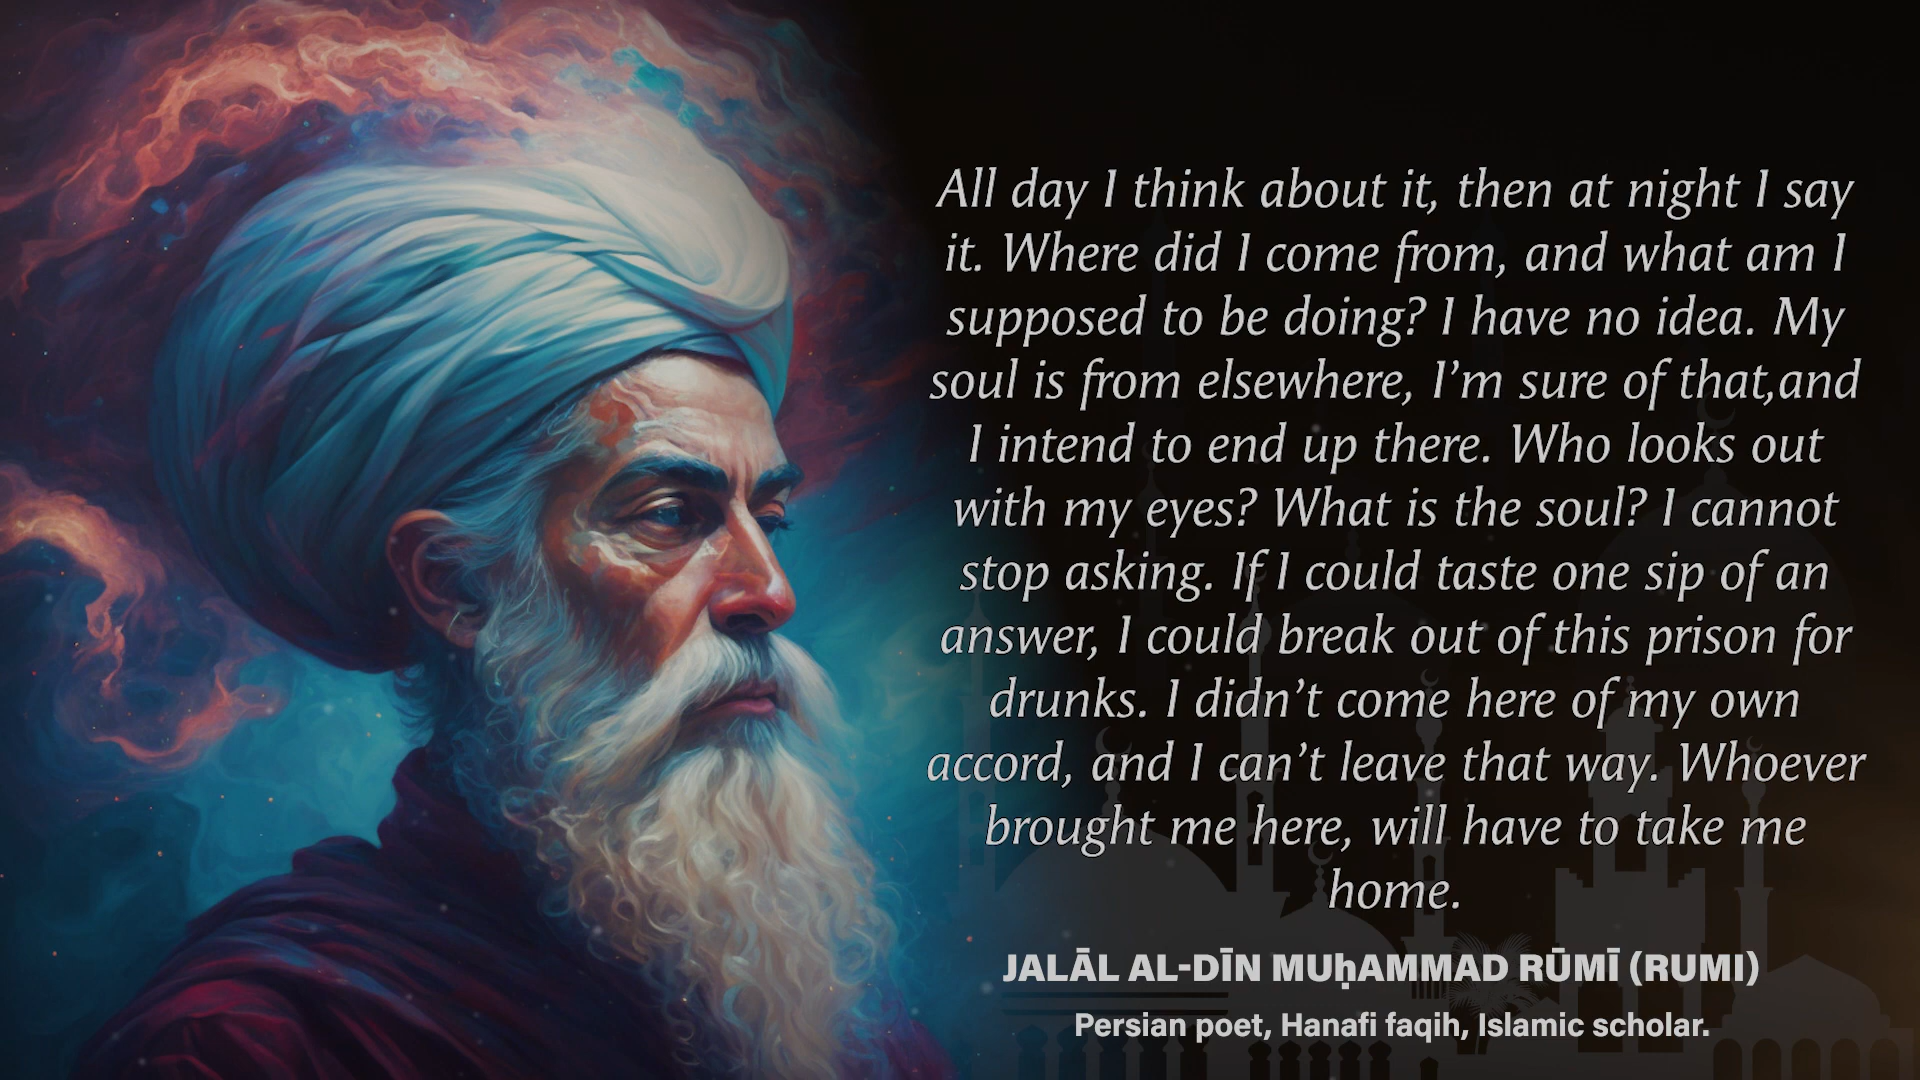 All day I think about it, then at night I say
it. Where did I come from, and what am I
supposed to be doing? I have no idea. My
soul is from elsewhere, I’m sure of that,and
I intend to end up there. Who looks out
with my eyes? What is the soul? I cannot
stop asking. If I could taste one sip of an
answer, I could break out of this prison for
drunks. I didn’t come here of my own
accord, and I can’t leave that way. Whoever
brought me here, will have to take me
home.
JALĀL AL-DĪN MUḥAMMAD RŪMĪ (RUMI)
Persian poet, Hanafi faqih, Islamic scholar.